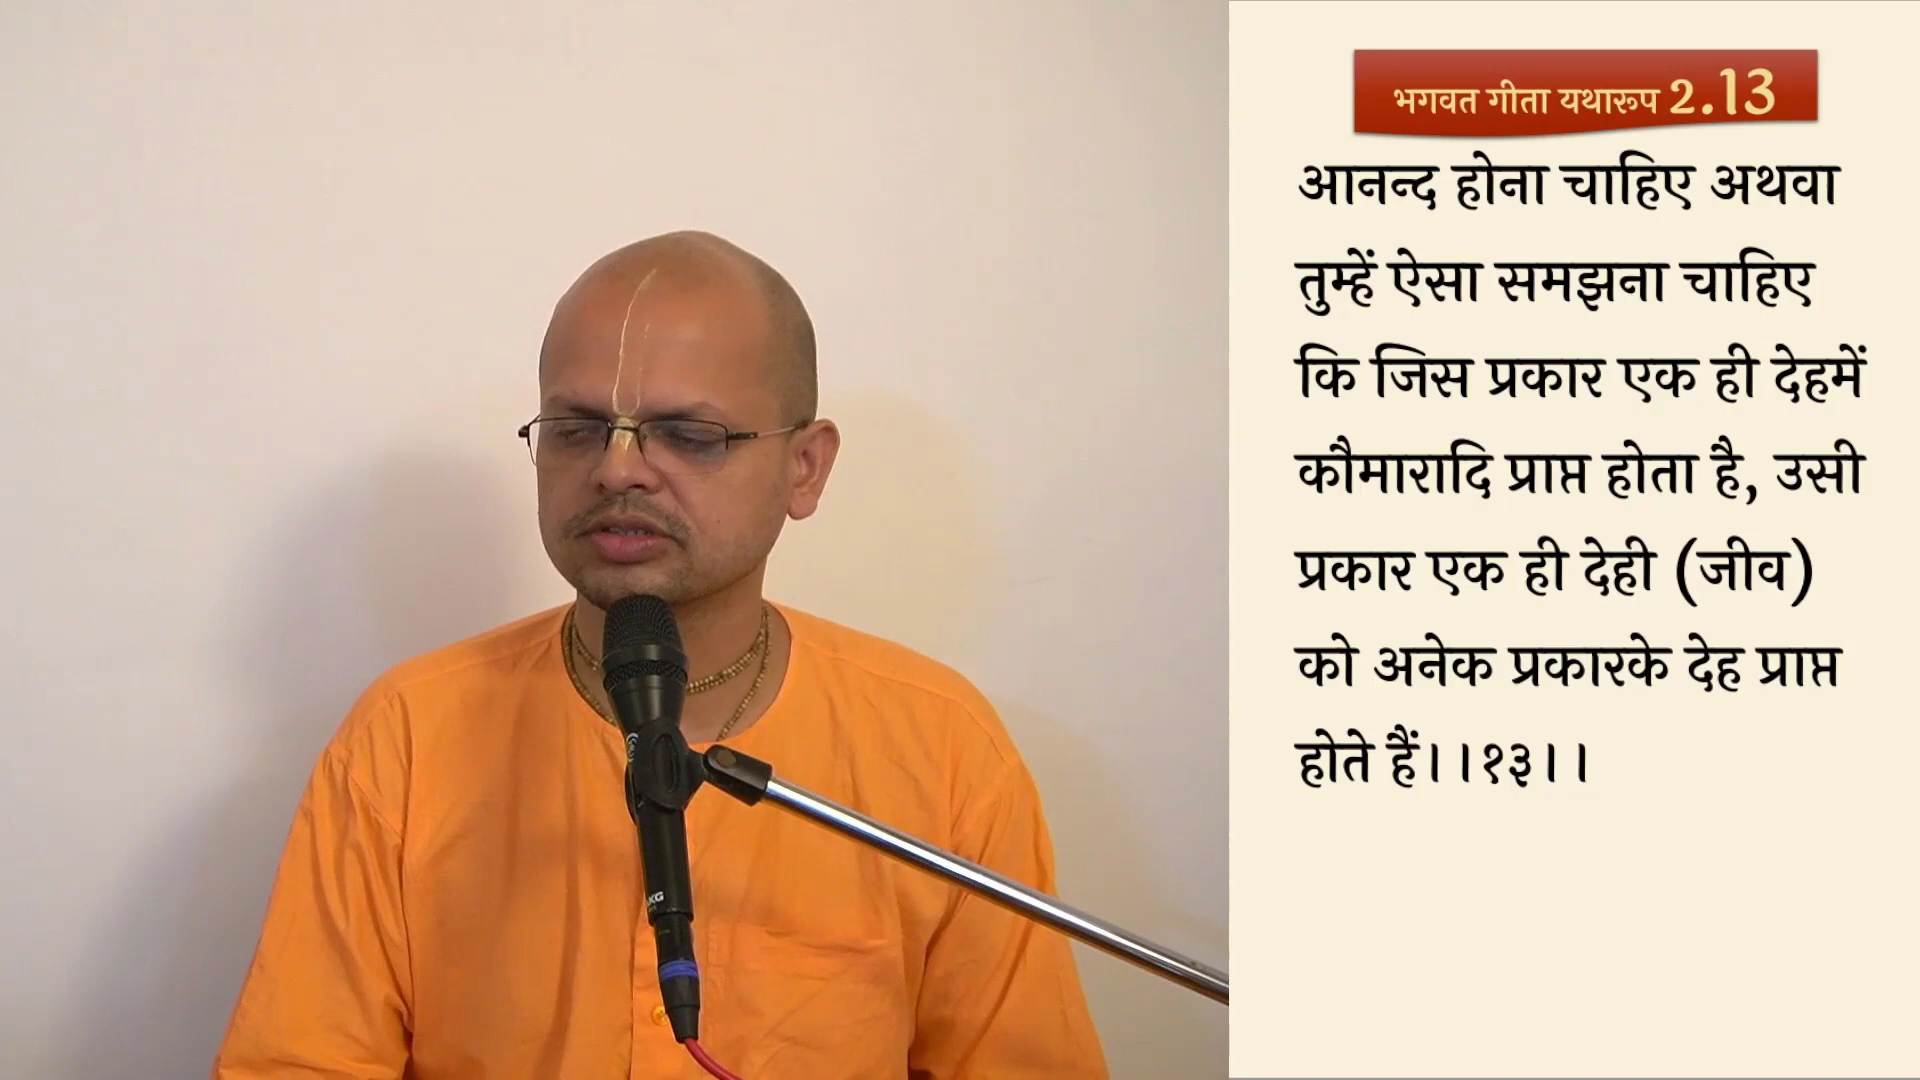 भगवत गीता यथारूप 2.13
आनन्द होना चाहिए अथवा
तुम्हें ऐसा समझना चाहिए
कि जिस प्रकार एक ही देहमें
कौमारादि प्राप्त होता है, उसी
प्रकार एक ही देही (जीव)
को अनेक प्रकारके देह प्राप्त
होते हैं।।१३।।